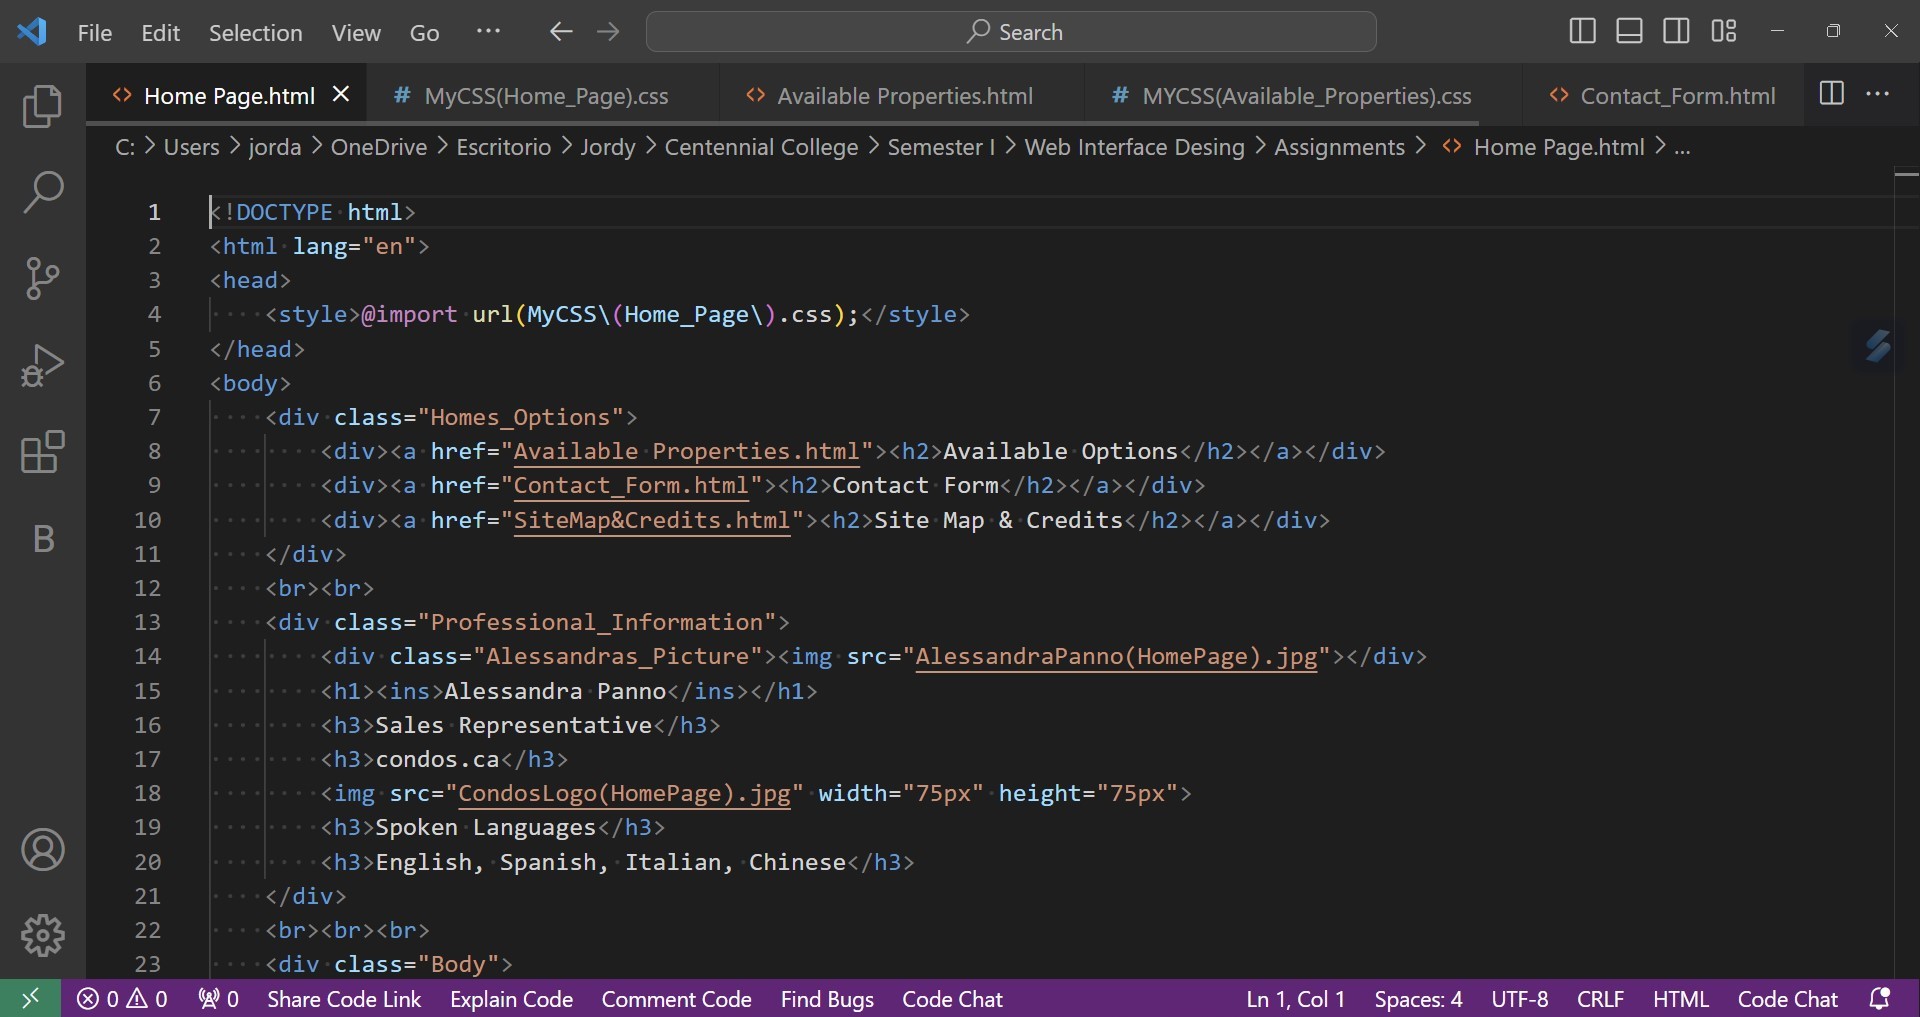 File Edit Selection View Go ··· Search
Home Page.html MyCSS(Home_Page).css Available Properties.html MYCSS(Available_Properties).css Contact_Form.html
C: > Users > jorda > OneDrive > Escritorio > Jordy > Centennial College > Semester I > Web Interface Desing > Assignments > <> Home Page.html > ...
1 <!DOCTYPE html>
2 <html lang="en">
3 <head>
4     <style>@import url(MyCSS\(Home_Page\).css);</style>
5 </head>
6 <body>
7     <div class="Homes_Options">
8         <div><a href="Available Properties.html"><h2>Available Options</h2></a></div>
9         <div><a href="Contact_Form.html"><h2>Contact Form</h2></a></div>
10         <div><a href="SiteMap&Credits.html"><h2>Site Map & Credits</h2></a></div>
11     </div>
12     <br><br>
13     <div class="Professional_Information">
14         <div class="Alessandras_Picture"><img src="AlessandraPanno(HomePage).jpg"></div>
15         <h1><ins>Alessandra Panno</ins></h1>
16         <h3>Sales Representative</h3>
17         <h3>condos.ca</h3>
18         <img src="CondosLogo(HomePage).jpg" width="75px" height="75px">
19         <h3>Spoken Languages</h3>
20         <h3>English, Spanish, Italian, Chinese</h3>
21     </div>
22     <br><br><br>
23     <div class="Body">
B
0 0 0 Share Code Link Explain Code Comment Code Find Bugs Code Chat Ln 1, Col 1 Spaces: 4 UTF-8 CRLF HTML Code Chat